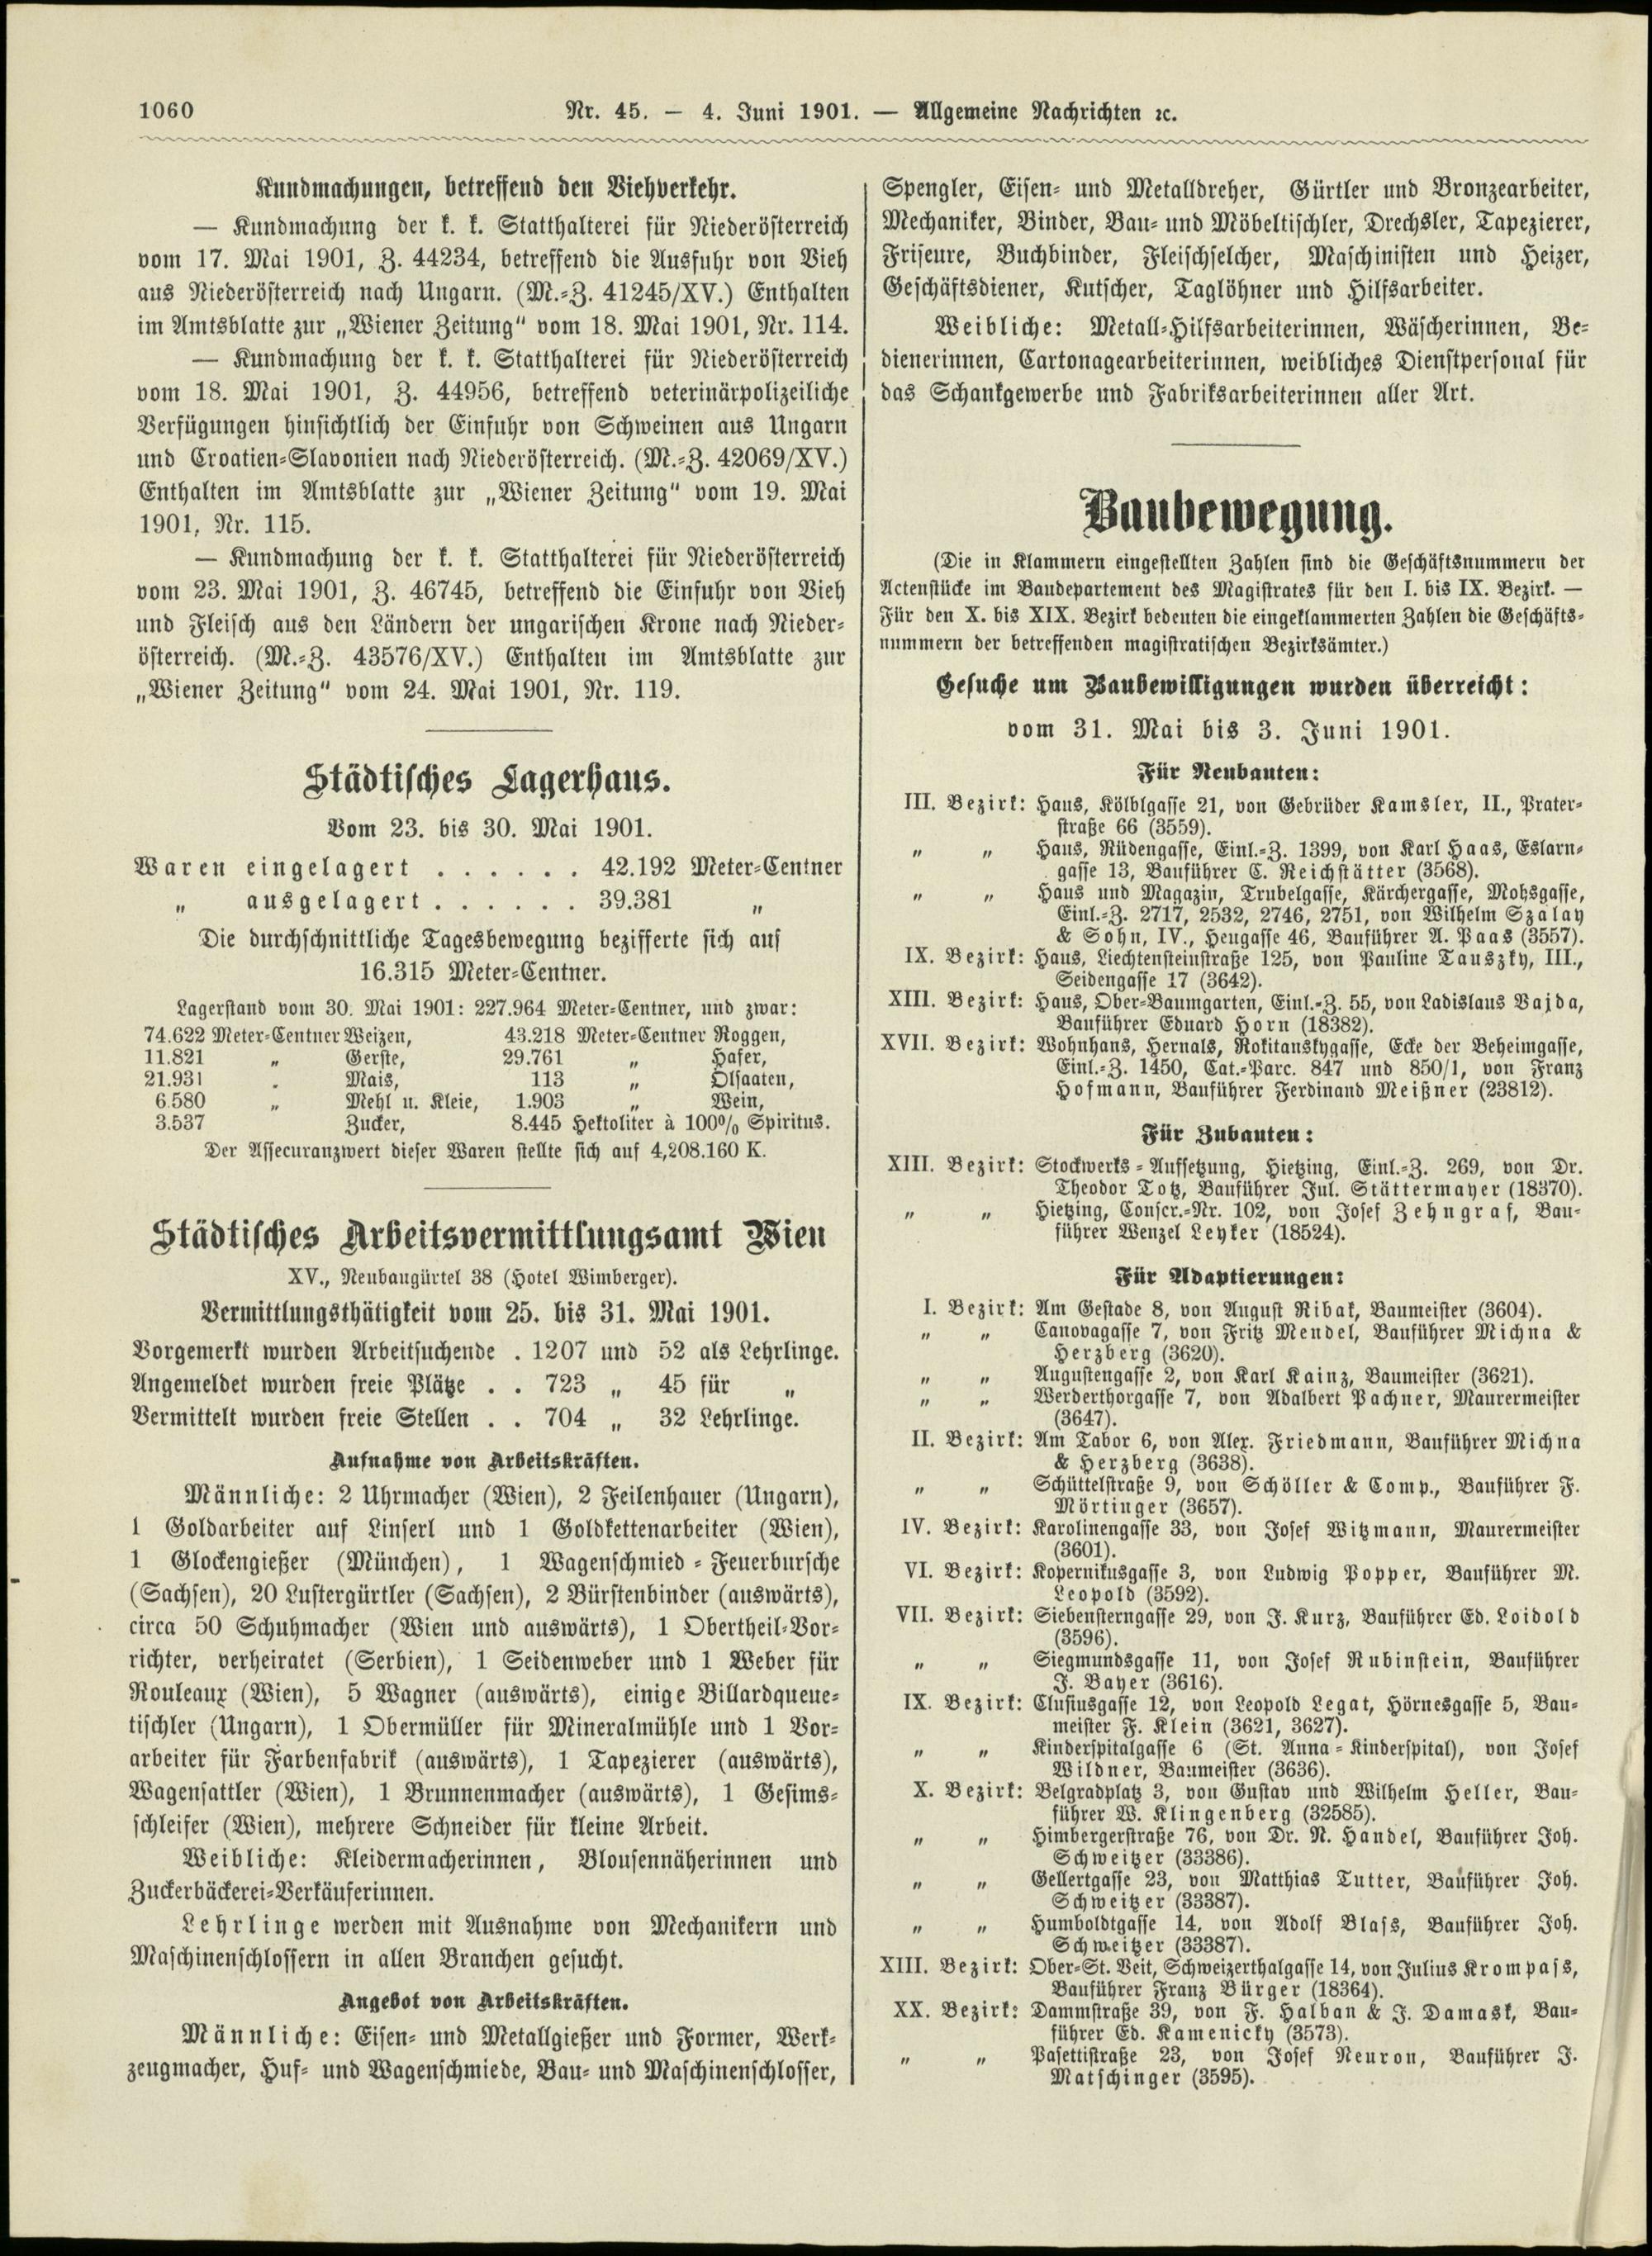 1060
Nr. 45. — 4. Juni 1901. — Allgemeine Nachrichten ꝛc.
Kundmachungen, betreffend den Viehverkehr.
— Kundmachung der k. k. Statthalterei für Niederösterreich
vom 17. Mai 1901, Z. 44234, betreffend die Ausfuhr von Vieh
aus Niederösterreich nach Ungarn. (M.-Z. 41245/XV.) Enthalten
im Amtsblatte zur „Wiener Zeitung“ vom 18. Mai 1901, Nr. 114.
— Kundmachung der k. k. Statthalterei für Niederösterreich
vom 18. Mai 1901, Z. 44956, betreffend veterinärpolizeiliche
Verfügungen hinsichtlich der Einfuhr von Schweinen aus Ungarn
und Croatien-Slavonien nach Niederösterreich. (M.-Z. 42069/XV.)
Enthalten im Amtsblatte zur „Wiener Zeitung“ vom 19. Mai
1901, Nr. 115.
— Kundmachung der k. k. Statthalterei für Niederösterreich
vom 23. Mai 1901, Z. 46745, betreffend die Einfuhr von Vieh
und Fleisch aus den Ländern der ungarischen Krone nach Nieder-
österreich. (M.-Z. 43576/XV.) Enthalten im Amtsblatte zur
„Wiener Zeitung“ vom 24. Mai 1901, Nr. 119.
Städtisches Lagerhaus.
Vom 23. bis 30. Mai 1901.
Waren eingelagert . . . . . . 42.192 Meter-Centner
„ ausgelagert . . . . . . 39.381 „
Die durchschnittliche Tagesbewegung bezifferte sich auf
16.315 Meter-Centner.
Lagerstand vom 30. Mai 1901: 227.964 Meter-Centner, und zwar:
74.622 Meter-Centner Weizen, 43.218 Meter-Centner Roggen,
11.821 „ Gerste, 29.761 „ Hafer,
21.931 „ Mais, 113 „ Ölsaaten,
6.580 „ Mehl u. Kleie, 1.903 „ Wein,
3.537 Zucker, 8.445 Hektoliter à 100% Spiritus.
Der Assecuranzwert dieser Waren stellte sich auf 4,208.160 K.
Städtisches Arbeitsvermittlungsamt Wien
XV., Neubaugürtel 38 (Hotel Wimberger).
Vermittlungsthätigkeit vom 25. bis 31. Mai 1901.
Vorgemerkt wurden Arbeitsuchende . 1207 und 52 als Lehrlinge.
Angemeldet wurden freie Plätze . . 723 „ 45 für „
Vermittelt wurden freie Stellen . . 704 „ 32 Lehrlinge.
Aufnahme von Arbeitskräften.
Männliche: 2 Uhrmacher (Wien), 2 Feilenhauer (Ungarn),
1 Goldarbeiter auf Linserl und 1 Goldkettenarbeiter (Wien),
1 Glockengießer (München), 1 Wagenschmied-Feuerbursche
(Sachsen), 20 Lustergürtler (Sachsen), 2 Bürstenbinder (auswärts),
circa 50 Schuhmacher (Wien und auswärts), 1 Obertheil-Vor-
richter, verheiratet (Serbien), 1 Seidenweber und 1 Weber für
Rouleaux (Wien), 5 Wagner (auswärts), einige Billardqueue-
tischler (Ungarn), 1 Obermüller für Mineralmühle und 1 Vor-
arbeiter für Farbenfabrik (auswärts), 1 Tapezierer (auswärts),
Wagensattler (Wien), 1 Brunnenmacher (auswärts), 1 Gesims-
schleifer (Wien), mehrere Schneider für kleine Arbeit.
Weibliche: Kleidermacherinnen, Blousennäherinnen und
Zuckerbäckerei-Verkäuferinnen.
Lehrlinge werden mit Ausnahme von Mechanikern und
Maschinenschlossern in allen Branchen gesucht.
Angebot von Arbeitskräften.
Männliche: Eisen- und Metallgießer und Former, Werk-
zeugmacher, Huf- und Wagenschmiede, Bau- und Maschinenschlosser,
Spengler, Eisen- und Metalldreher, Gürtler und Bronzearbeiter,
Mechaniker, Binder, Bau- und Möbeltischler, Drechsler, Tapezierer,
Friseure, Buchbinder, Fleischselcher, Maschinisten und Heizer,
Geschäftsdiener, Kutscher, Taglöhner und Hilfsarbeiter.
Weibliche: Metall-Hilfsarbeiterinnen, Wäscherinnen, Be-
dienerinnen, Cartonagearbeiterinnen, weibliches Dienstpersonal für
das Schankgewerbe und Fabriksarbeiterinnen aller Art.
Baubewegung.
(Die in Klammern eingestellten Zahlen sind die Geschäftsnummern der
Actenstücke im Baudepartement des Magistrates für den I. bis IX. Bezirk. —
Für den X. bis XIX. Bezirk bedeuten die eingeklammerten Zahlen die Geschäfts-
nummern der betreffenden magistratischen Bezirksämter.)
Gesuche um Baubewilligungen wurden überreicht:
vom 31. Mai bis 3. Juni 1901.
Für Neubauten:
III. Bezirk: Haus, Kölblgasse 21, von Gebrüder Kamsler, II., Prater-
straße 66 (3559).
„ „ Haus, Rüdengasse, Einl.-Z. 1399, von Karl Haas, Eslarn-
gasse 13, Bauführer C. Reichstätter (3568).
„ „ Haus und Magazin, Trubelgasse, Kärchergasse, Mohsgasse,
Einl.-Z. 2717, 2532, 2746, 2751, von Wilhelm Szalay
& Sohn, IV., Heugasse 46, Bauführer A. Paas (3557).
IX. Bezirk: Haus, Liechtensteinstraße 125, von Pauline Tauszky, III.,
Seidengasse 17 (3642).
XIII. Bezirk: Haus, Ober-Baumgarten, Einl.-Z. 55, von Ladislaus Vajda,
Bauführer Eduard Horn (18382).
XVII. Bezirk: Wohnhaus, Hernals, Rokitanskygasse, Ecke der Beheimgasse,
Einl.-Z. 1450, Cat.-Parc. 847 und 850/1, von Franz
Hofmann, Bauführer Ferdinand Meißner (23812).
Für Zubauten:
XIII. Bezirk: Stockwerks-Aufsetzung, Hietzing, Einl.-Z. 269, von Dr.
Theodor Totz, Bauführer Jul. Stättermayer (18370).
„ „ Hietzing, Conscr.-Nr. 102, von Josef Zehngraf, Bau-
führer Wenzel Leyker (18524).
Für Adaptierungen:
I. Bezirk: Am Gestade 8, von August Ribak, Baumeister (3604).
„ „ Canovagasse 7, von Fritz Mendel, Bauführer Michna &
Herzberg (3620).
„ „ Augustengasse 2, von Karl Kainz, Baumeister (3621).
„ „ Werderthorgasse 7, von Adalbert Pachner, Maurermeister
(3647).
II. Bezirk: Am Tabor 6, von Alex. Friedmann, Bauführer Michna
& Herzberg (3638).
„ „ Schüttelstraße 9, von Schöller & Comp., Bauführer F.
Mörtinger (3657).
IV. Bezirk: Karolinengasse 33, von Josef Witzmann, Maurermeister
(3601).
VI. Bezirk: Kopernikusgasse 3, von Ludwig Popper, Bauführer M.
Leopold (3592).
VII. Bezirk: Siebensterngasse 29, von J. Kurz, Bauführer Ed. Loidold
(3596).
„ „ Siegmundsgasse 11, von Josef Rubinstein, Bauführer
J. Bayer (3616).
IX. Bezirk: Clusiusgasse 12, von Leopold Legat, Hörnesgasse 5, Bau-
meister F. Klein (3621, 3627).
„ „ Kinderspitalgasse 6 (St. Anna-Kinderspital), von Josef
Wildner, Baumeister (3636).
X. Bezirk: Belgradplatz 3, von Gustav und Wilhelm Heller, Bau-
führer W. Klingenberg (32585).
„ „ Himbergerstraße 76, von Dr. N. Handel, Bauführer Joh.
Schweitzer (33386).
„ „ Gellertgasse 23, von Matthias Tutter, Bauführer Joh.
Schweitzer (33387).
„ „ Humboldtgasse 14, von Adolf Blass, Bauführer Joh.
Schweitzer (33387).
XIII. Bezirk: Ober-St. Veit, Schweizerthalgasse 14, von Julius Krompass,
Bauführer Franz Bürger (18364).
XX. Bezirk: Dammstraße 39, von F. Halban & J. Damask, Bau-
führer Ed. Kamenicky (3573).
„ „ Pasettistraße 23, von Josef Neuron, Bauführer J.
Matschinger (3595).